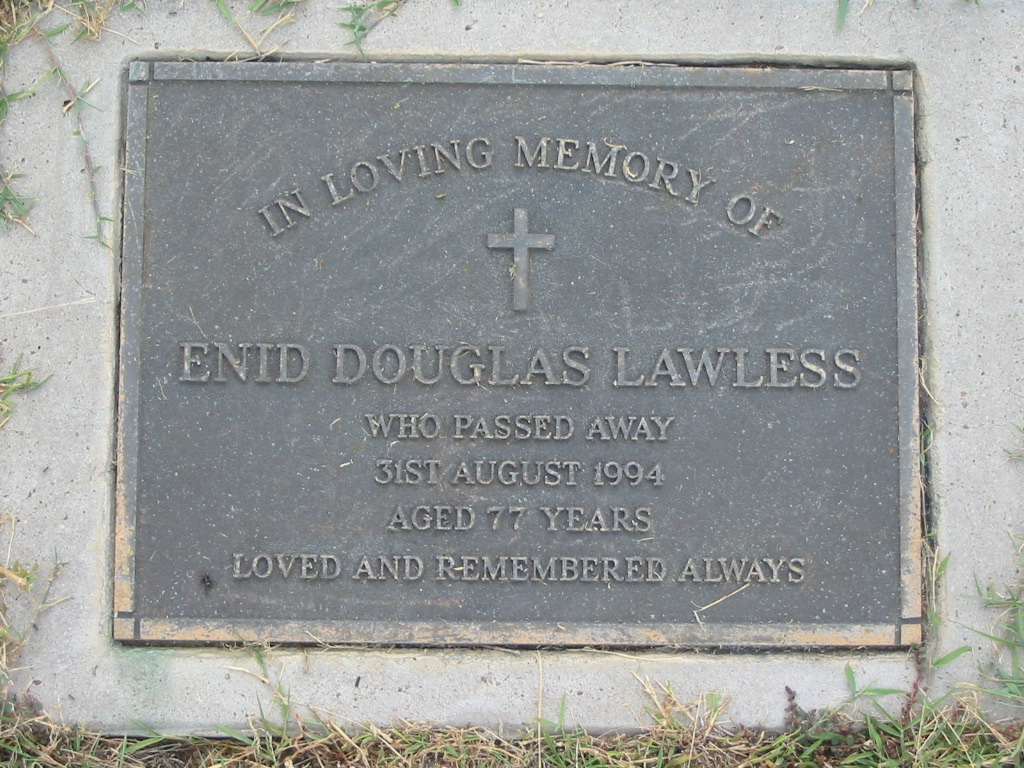 IN LOVING MEMORY OF
ENID DOUGLAS LAWLESS
WHO PASSED AWAY
31ST AUGUST 1994
AGED 77 YEARS
LOVED AND REMEMBERED ALWAYS